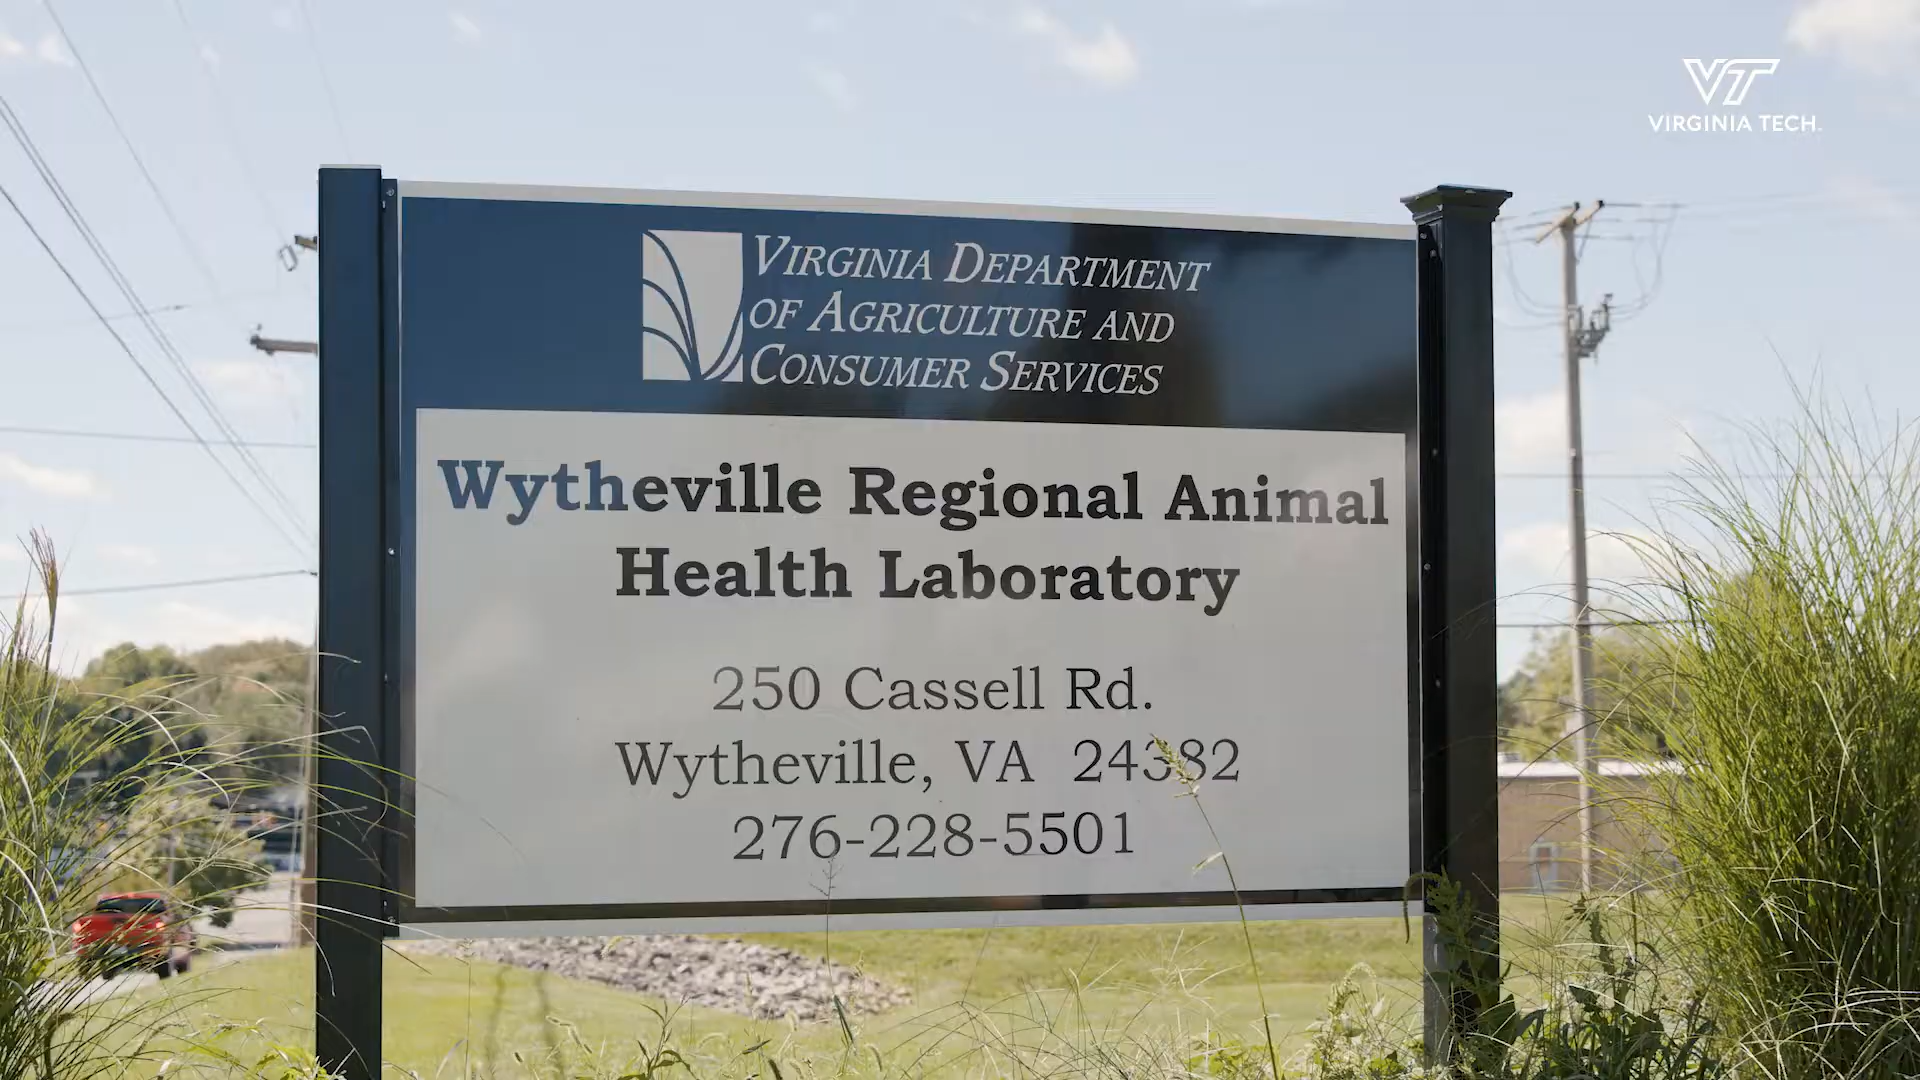 VT
VIRGINIA TECH.
VIRGINIA DEPARTMENT
OF AGRICULTURE AND
CONSUMER SERVICES
Wytheville Regional Animal
Health Laboratory
250 Cassell Rd.
Wytheville, VA 24382
276-228-5501